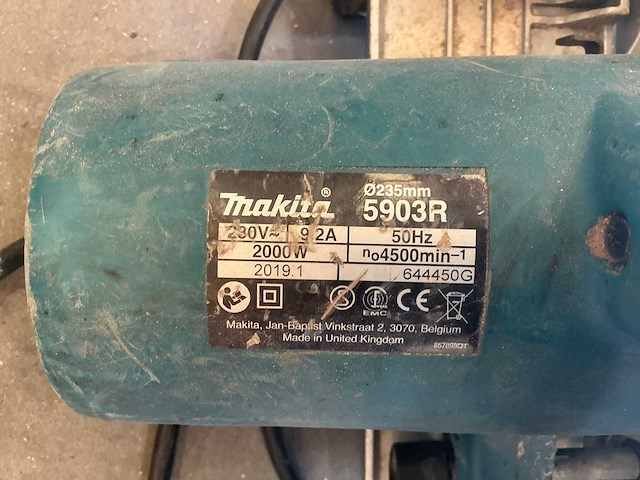 makita® Ø235mm
5903R
230V~ 9.2A 50Hz
2000W n₀4500min⁻¹
2019.1 644450G
S EMC CE
Makita, Jan-Baptist Vinkstraat 2, 3070, Belgium
Made in United Kingdom